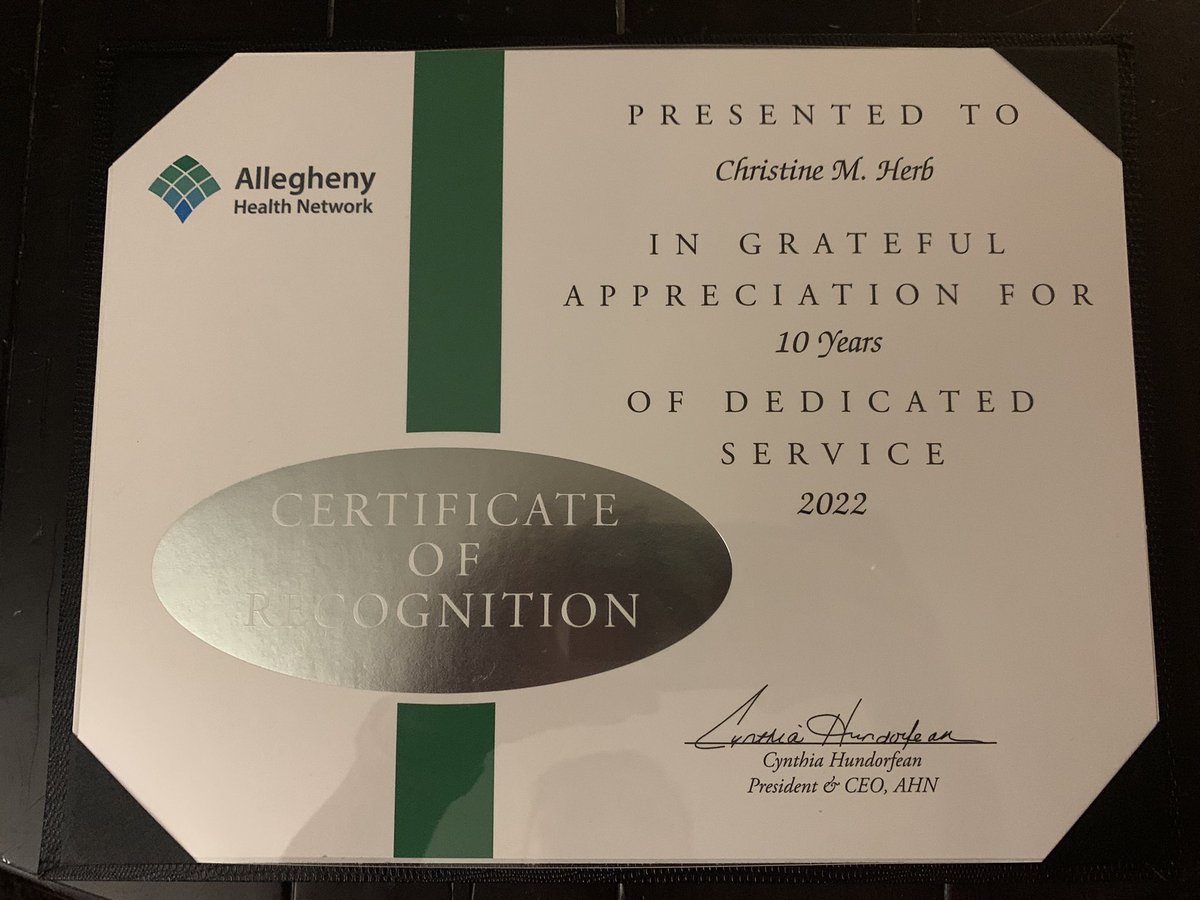 Allegheny
Health Network
CERTIFICATE
OF
RECOGNITION
PRESENTED TO
Christine M. Herb
IN GRATEFUL
APPRECIATION FOR
10 Years
OF DEDICATED
SERVICE
2022
Cynthia Hundorfean
Cynthia Hundorfean
President & CEO, AHN